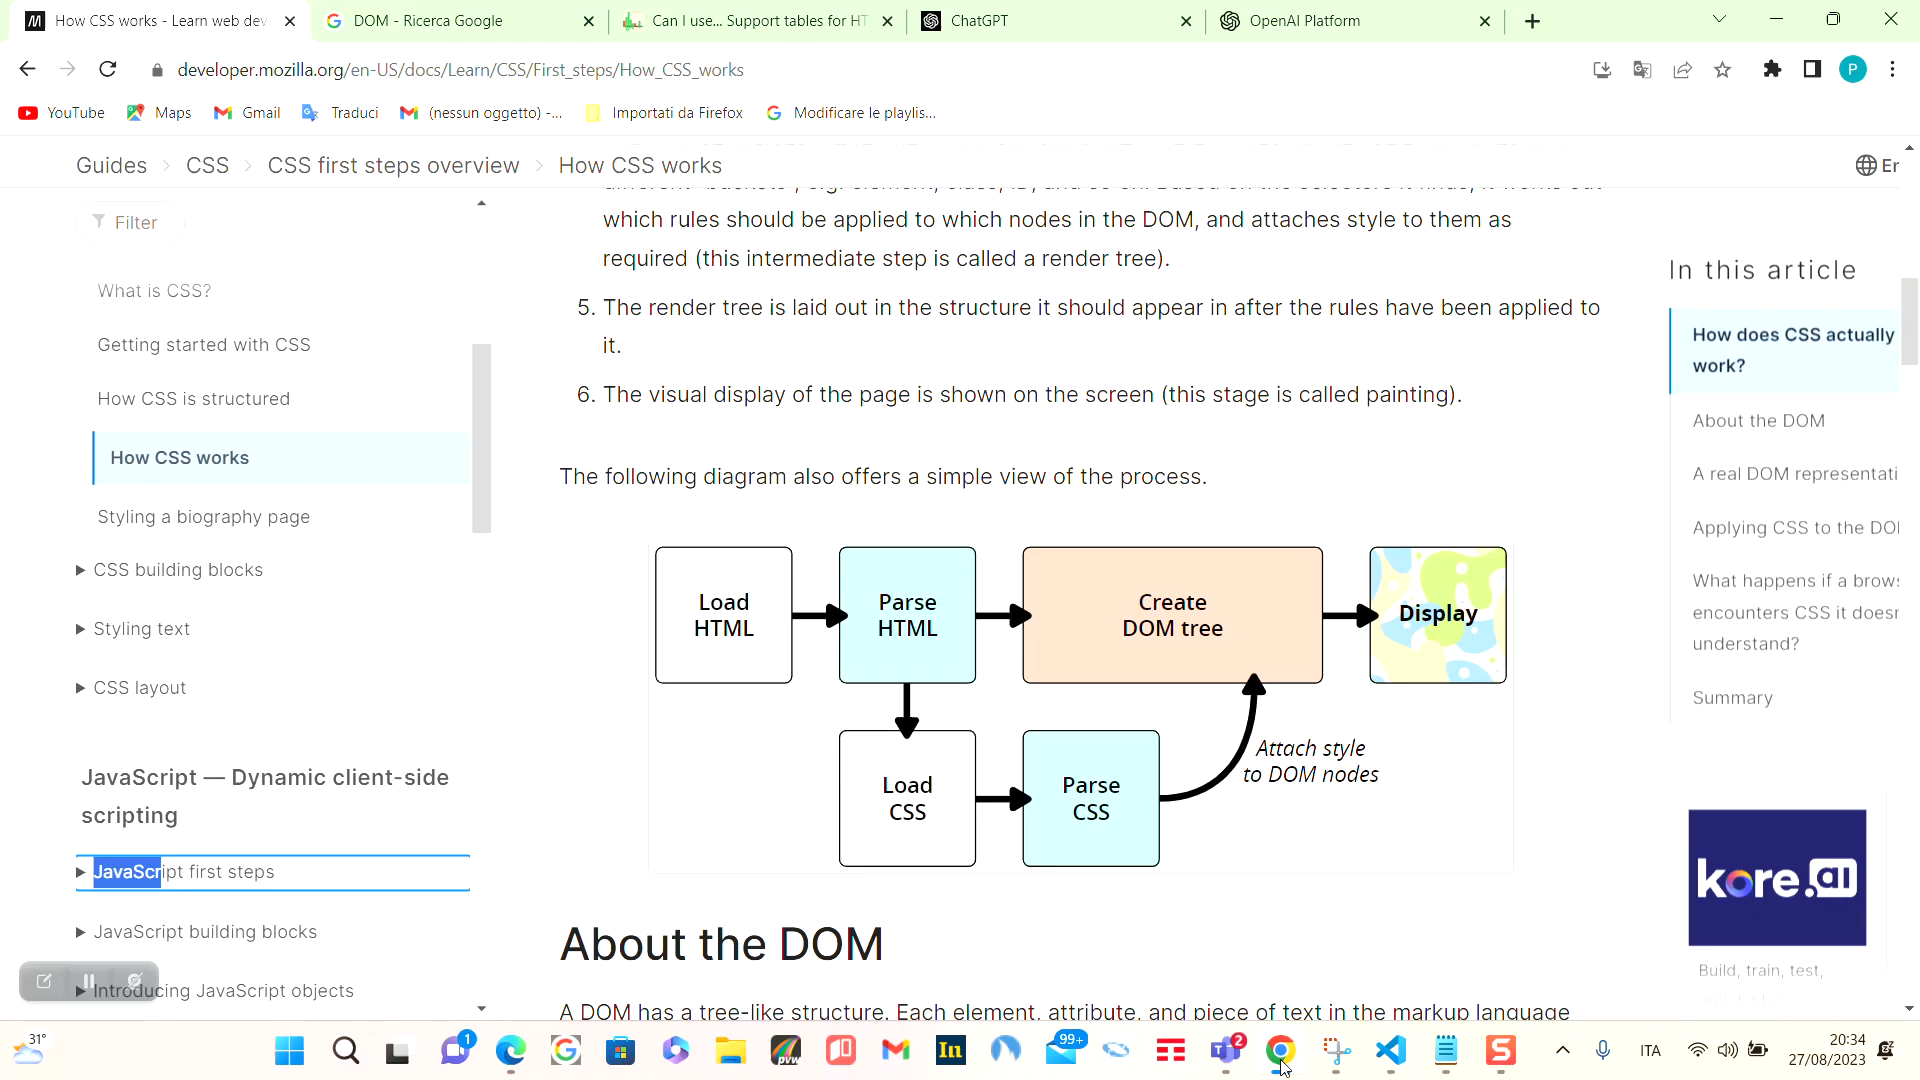 How CSS works - Learn web dev
DOM - Ricerca Google
Can I use... Support tables for HT
ChatGPT
OpenAI Platform
developer.mozilla.org/en-US/docs/Learn/CSS/First_steps/How_CSS_works
P
YouTube
Maps
Gmail
Traduci
(nessun oggetto) -...
Importati da Firefox
Modificare le playlis...
Guides
CSS
CSS first steps overview
How CSS works
En
Filter
What is CSS?
Getting started with CSS
How CSS is structured
How CSS works
Styling a biography page
CSS building blocks
Styling text
CSS layout
JavaScript — Dynamic client-side
scripting
JavaScript first steps
JavaScript building blocks
Introducing JavaScript objects
which rules should be applied to which nodes in the DOM, and attaches style to them as
required (this intermediate step is called a render tree).
5. The render tree is laid out in the structure it should appear in after the rules have been applied to
it.
6. The visual display of the page is shown on the screen (this stage is called painting).
The following diagram also offers a simple view of the process.
Load
HTML
Parse
HTML
Create
DOM tree
Display
Load
CSS
Parse
CSS
Attach style
to DOM nodes
About the DOM
A DOM has a tree-like structure. Each element, attribute, and piece of text in the markup language
In this article
How does CSS actually
work?
About the DOM
A real DOM representati
Applying CSS to the DOM
What happens if a brows
encounters CSS it doesn
understand?
Summary
kore.ai
Build, train, test,
31°
1
pvw
In
99+
2
S
ITA
20:34
27/08/2023